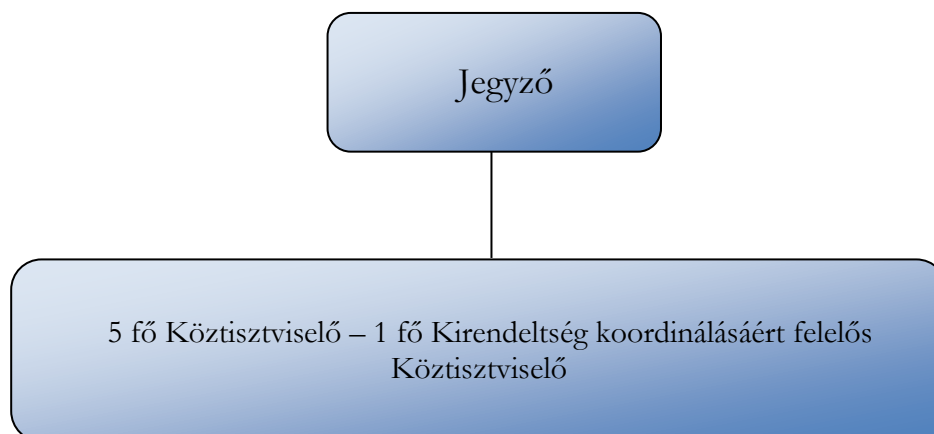 Jegyző
5 fő Köztisztviselő – 1 fő Kirendeltség koordinálásáért felelős
Köztisztviselő